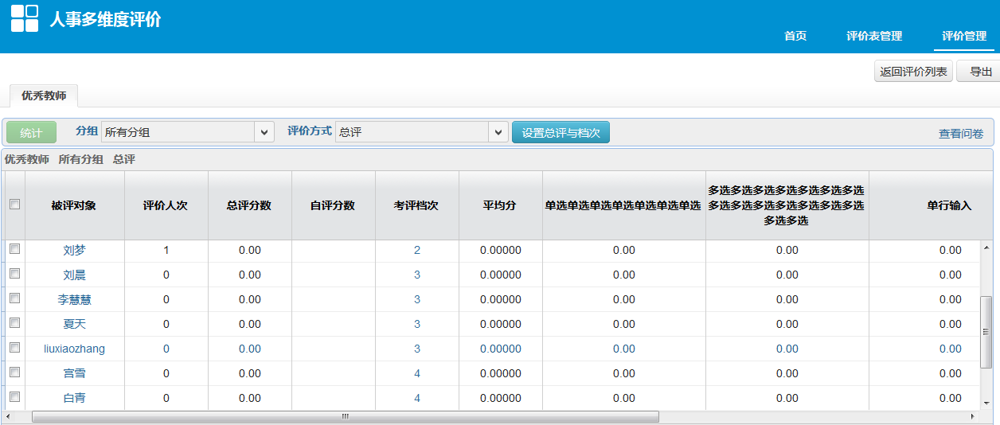 人事多维度评价
首页 评价表管理 评价管理
返回评价列表 导出
优秀教师
统计 分组 所有分组 评价方式 总评 设置总评与档次 查看问卷
优秀教师 所有分组 总评
被评对象 评价人次 总评分数 自评分数 考评档次 平均分 单选单选单选单选单选单选单选 多选多选多选多选多选多选多选
多选多选多选多选多选多选多选
多选多选 单行输入
刘梦 1 0.00 2 0.00000 0.00 0.00 0.00
刘晨 0 0.00 3 0.00000 0.00 0.00 0.00
李慧慧 0 0.00 3 0.00000 0.00 0.00 0.00
夏天 0 0.00 3 0.00000 0.00 0.00 0.00
liuxiaozhang 0 0.00 3 0.00000 0.00 0.00 0.00
宫雪 0 0.00 4 0.00000 0.00 0.00 0.00
白青 0 0.00 4 0.00000 0.00 0.00 0.00